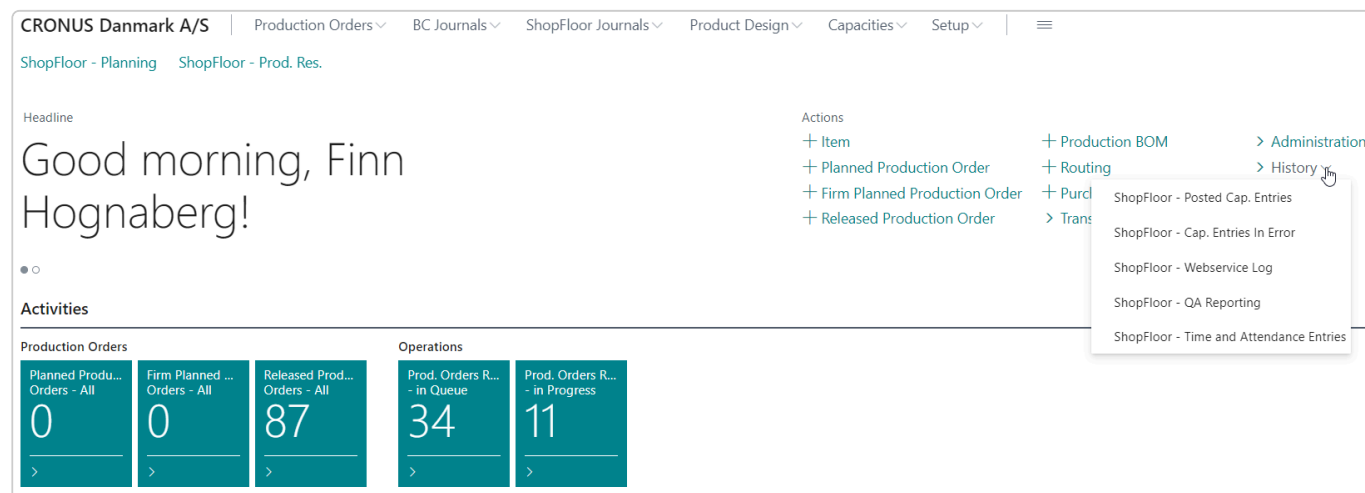 CRONUS Danmark A/S Production Orders BC Journals ShopFloor Journals Product Design Capacities Setup
ShopFloor - Planning ShopFloor - Prod. Res.
Headline
Good morning, Finn
Hognaberg!
Actions
+ Item
+ Planned Production Order
+ Firm Planned Production Order
+ Released Production Order
+ Production BOM
+ Routing
+ Purcl
> Trans
> Administration
> History
ShopFloor - Posted Cap. Entries
ShopFloor - Cap. Entries In Error
ShopFloor - Webservice Log
ShopFloor - QA Reporting
ShopFloor - Time and Attendance Entries
Activities
Production Orders
Planned Produ...
Orders - All
0
Firm Planned ...
Orders - All
0
Released Prod...
Orders - All
87
Operations
Prod. Orders R...
- in Queue
34
Prod. Orders R...
- in Progress
11